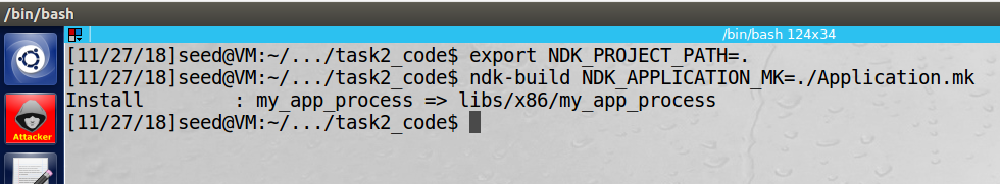 /bin/bash
/bin/bash 124x34
[11/27/18]seed@VM:~/.../task2_code$ export NDK_PROJECT_PATH=.
[11/27/18]seed@VM:~/.../task2_code$ ndk-build NDK_APPLICATION_MK=./Application.mk
Install        : my_app_process => libs/x86/my_app_process
[11/27/18]seed@VM:~/.../task2_code$
Attacker